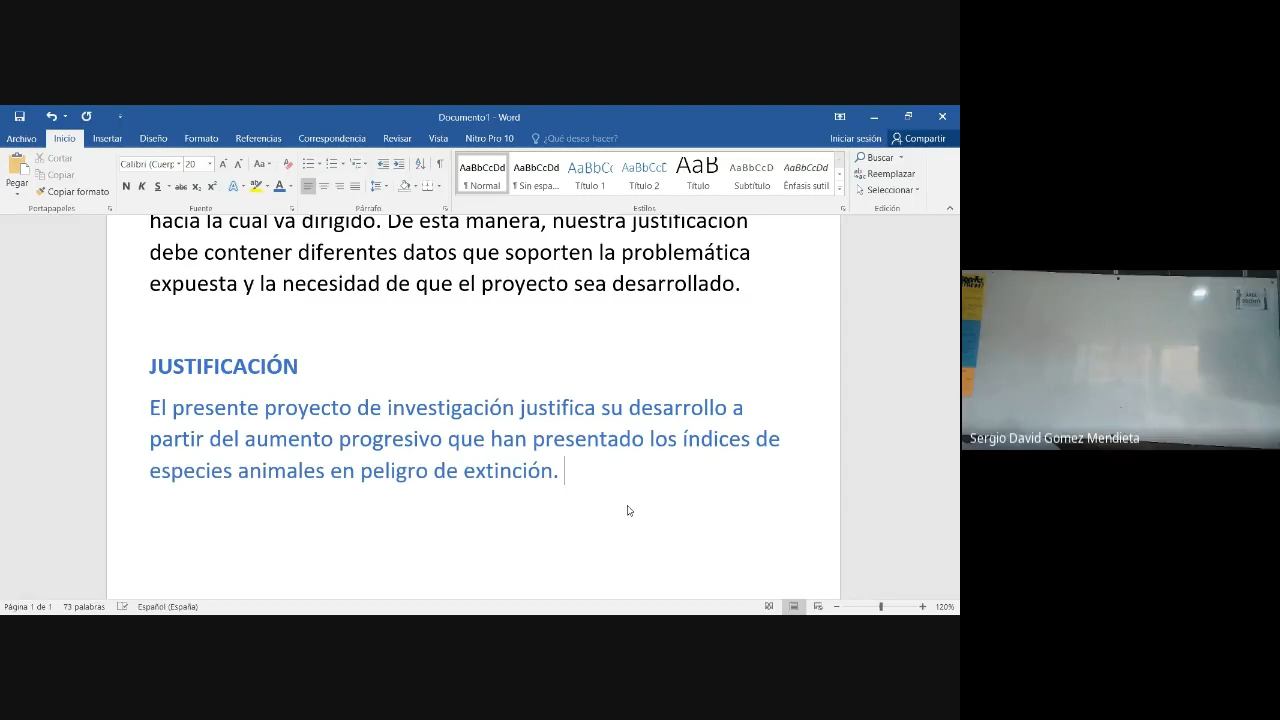 Documento1 - Word
Archivo Inicio Insertar Diseño Formato Referencias Correspondencia Revisar Vista Nitro Pro 10 ¿Qué desea hacer? Iniciar sesión Compartir
Pegar
Cortar
Copiar
Copiar formato
Portapapeles
Calibri (Cuerp 20
N K S abc x₂ x²
Fuente
Párrafo
AaBbCcDd AaBbCcDd AaBbCc AaBbCcC AaB AaBbCcD AaBbCcDd
¶ Normal ¶ Sin espa... Título 1 Título 2 Título Subtítulo Énfasis sutil
Estilos
Buscar
Reemplazar
Seleccionar
Edición
hacia la cual va dirigido. De esta manera, nuestra justificación
debe contener diferentes datos que soporten la problemática
expuesta y la necesidad de que el proyecto sea desarrollado.
JUSTIFICACIÓN
El presente proyecto de investigación justifica su desarrollo a
partir del aumento progresivo que han presentado los índices de
especies animales en peligro de extinción.
Página 1 de 1 73 palabras Español (España) 120%
Sergio David Gomez Mendieta